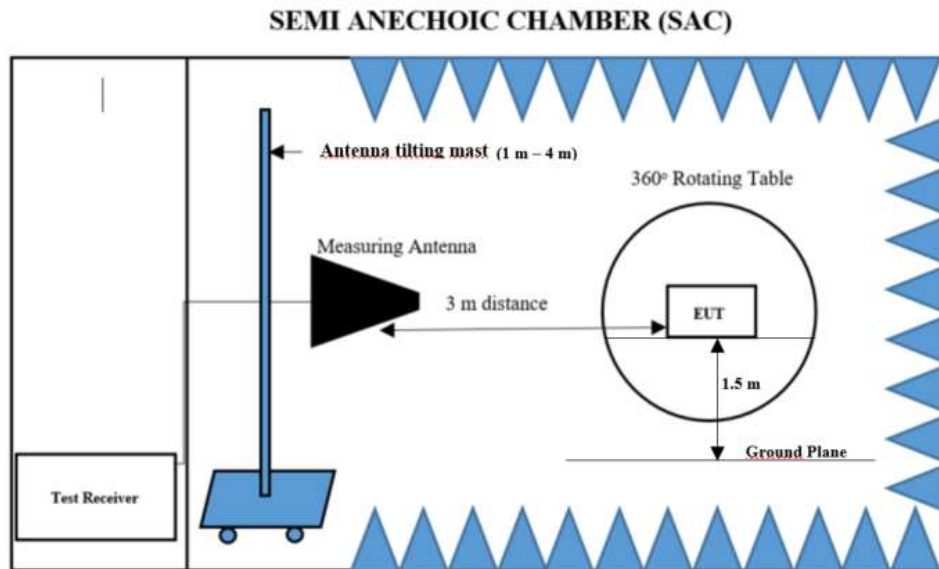 SEMI ANECHOIC CHAMBER (SAC)
Antenna tilting mast (1 m – 4 m)
360° Rotating Table
Measuring Antenna
3 m distance
EUT
1.5 m
Ground Plane
Test Receiver